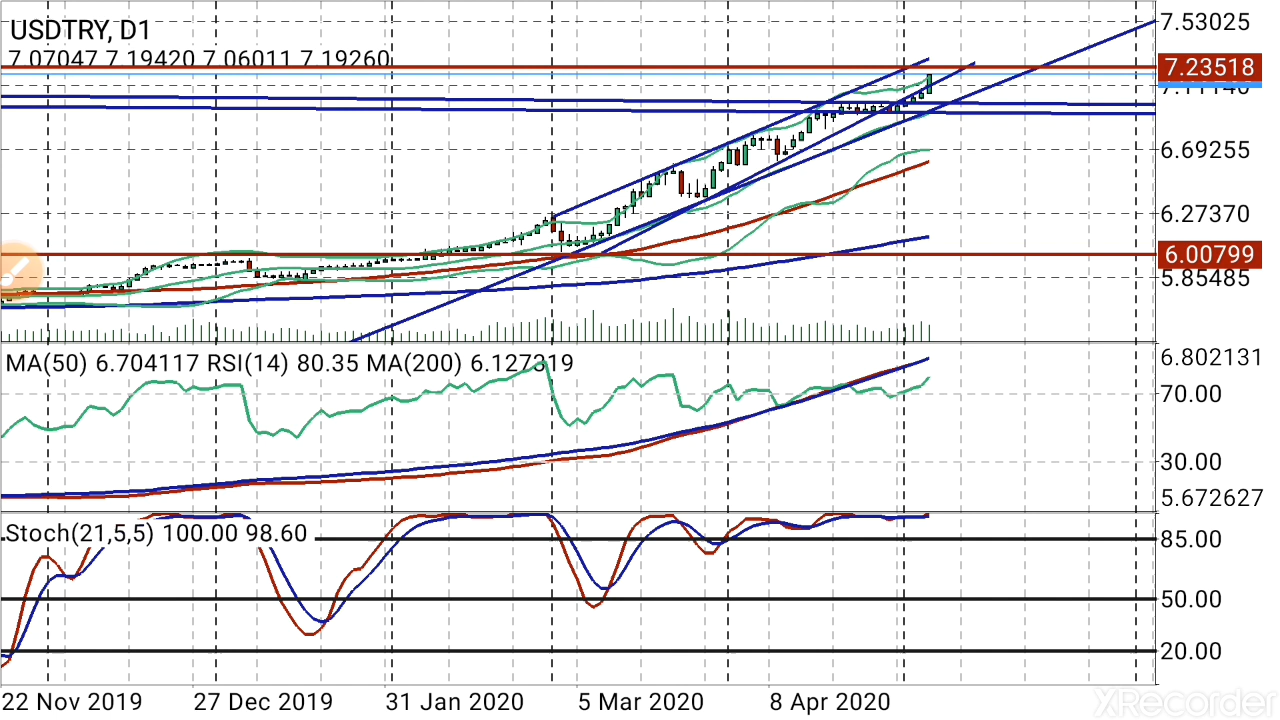 USDTRY, D1
7 07047 7 19420 7 06011 7 19260
7.53025
7.23518
6.69255
6.27370
6.00799
5.85485
MA(50) 6.704117 RSI(14) 80.35 MA(200) 6.127319
6.802131
70.00
30.00
5.672627
Stoch(21,5,5) 100.00 98.60
85.00
50.00
20.00
22 Nov 2019 27 Dec 2019 31 Jan 2020 5 Mar 2020 8 Apr 2020
XRecorder